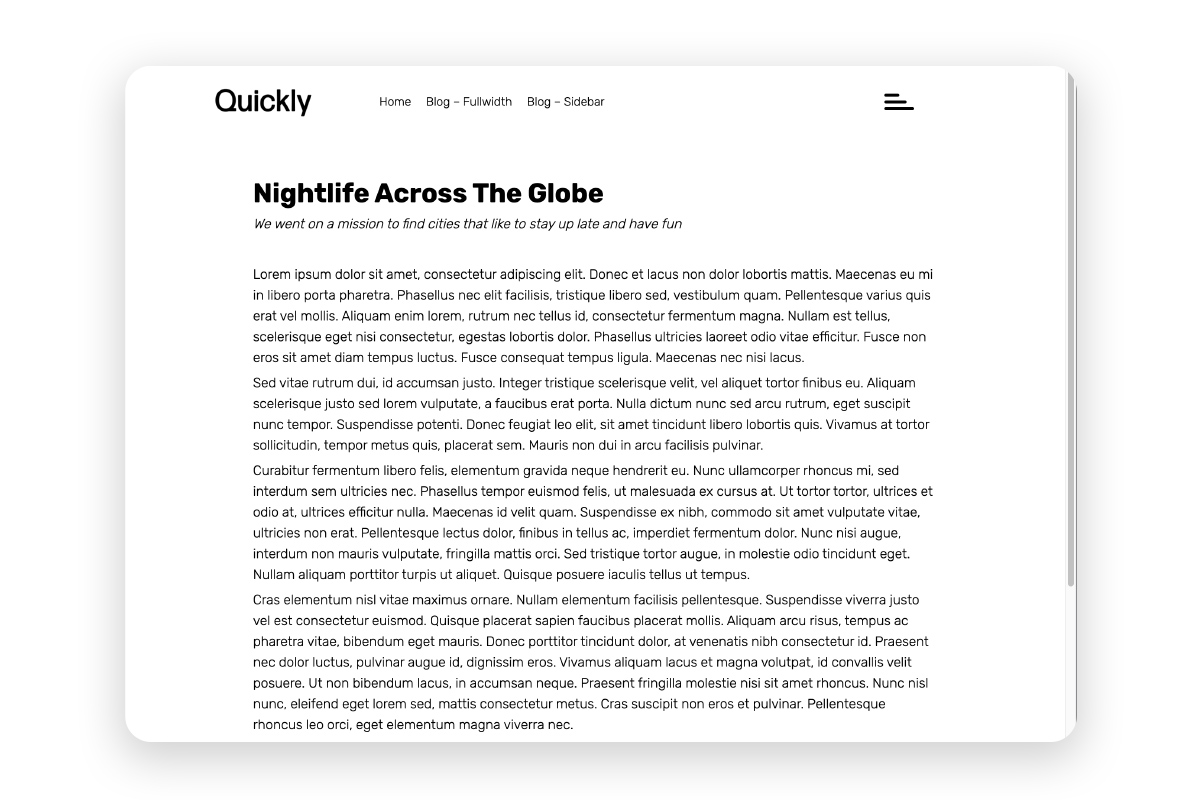 Quickly
Home Blog – Fullwidth Blog – Sidebar
Nightlife Across The Globe
We went on a mission to find cities that like to stay up late and have fun
Lorem ipsum dolor sit amet, consectetur adipiscing elit. Donec et lacus non dolor lobortis mattis. Maecenas eu mi
in libero porta pharetra. Phasellus nec elit facilisis, tristique libero sed, vestibulum quam. Pellentesque varius quis
erat vel mollis. Aliquam enim lorem, rutrum nec tellus id, consectetur fermentum magna. Nullam est tellus,
scelerisque eget nisi consectetur, egestas lobortis dolor. Phasellus ultricies laoreet odio vitae efficitur. Fusce non
eros sit amet diam tempus luctus. Fusce consequat tempus ligula. Maecenas nec nisi lacus.
Sed vitae rutrum dui, id accumsan justo. Integer tristique scelerisque velit, vel aliquet tortor finibus eu. Aliquam
scelerisque justo sed lorem vulputate, a faucibus erat porta. Nulla dictum nunc sed arcu rutrum, eget suscipit
nunc tempor. Suspendisse potenti. Donec feugiat leo elit, sit amet tincidunt libero lobortis quis. Vivamus at tortor
sollicitudin, tempor metus quis, placerat sem. Mauris non dui in arcu facilisis pulvinar.
Curabitur fermentum libero felis, elementum gravida neque hendrerit eu. Nunc ullamcorper rhoncus mi, sed
interdum sem ultricies nec. Phasellus tempor euismod felis, ut malesuada ex cursus at. Ut tortor tortor, ultrices et
odio at, ultrices efficitur nulla. Maecenas id velit quam. Suspendisse ex nibh, commodo sit amet vulputate vitae,
ultricies non erat. Pellentesque lectus dolor, finibus in tellus ac, imperdiet fermentum dolor. Nunc nisi augue,
interdum non mauris vulputate, fringilla mattis orci. Sed tristique tortor augue, in molestie odio tincidunt eget.
Nullam aliquam porttitor turpis ut aliquet. Quisque posuere iaculis tellus ut tempus.
Cras elementum nisl vitae maximus ornare. Nullam elementum facilisis pellentesque. Suspendisse viverra justo
vel est consectetur euismod. Quisque placerat sapien faucibus placerat mollis. Aliquam arcu risus, tempus ac
pharetra vitae, bibendum eget mauris. Donec porttitor tincidunt dolor, at venenatis nibh consectetur id. Praesent
nec dolor luctus, pulvinar augue id, dignissim eros. Vivamus aliquam lacus et magna volutpat, id convallis velit
posuere. Ut non bibendum lacus, in accumsan neque. Praesent fringilla molestie nisi sit amet rhoncus. Nunc nisl
nunc, eleifend eget lorem sed, mattis consectetur metus. Cras suscipit non eros et pulvinar. Pellentesque
rhoncus leo orci, eget elementum magna viverra nec.